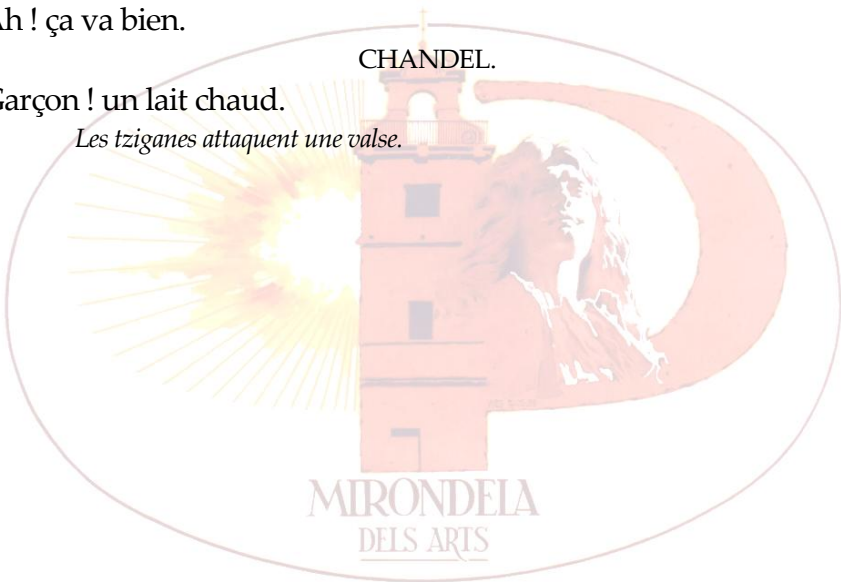 Ah ! ça va bien.
CHANDEL.
Garçon ! un lait chaud.
Les tziganes attaquent une valse.
MIRONDELA
DELS ARTS